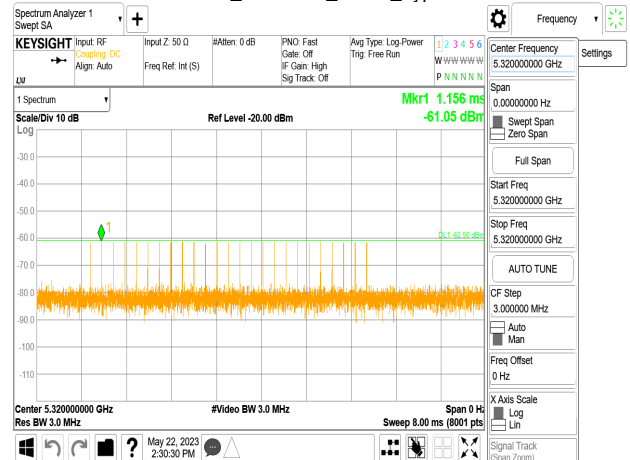 Spectrum Analyzer 1
Swept SA
Frequency
Settings
KEYSIGHT
Input: RF
Coupling: DC
Align: Auto
Input Z: 50 Ω
Freq Ref: Int (S)
#Atten: 0 dB
PNO: Fast
Gate: Off
IF Gain: High
Sig Track: Off
Avg Type: Log-Power
Trig: Free Run
1 2 3 4 5 6
W W W W W W
P N N N N N
LXI
1 Spectrum
Scale/Div 10 dB
Ref Level -20.00 dBm
Mkr1 1.156 ms
-61.05 dBm
Log
1
DL1 -60.90 dBm
-30.0
-40.0
-50.0
-60.0
-70.0
-80.0
-90.0
-100
-110
Center 5.320000000 GHz
#Video BW 3.0 MHz
Span 0 Hz
Res BW 3.0 MHz
Sweep 8.00 ms (8001 pts
May 22, 2023
2:30:30 PM
Center Frequency
5.320000000 GHz
Span
0.00000000 Hz
Swept Span
Zero Span
Full Span
Start Freq
5.320000000 GHz
Stop Freq
5.320000000 GHz
AUTO TUNE
CF Step
3.000000 MHz
Auto
Man
Freq Offset
0 Hz
X Axis Scale
Log
Lin
Signal Track
(Span Zoom)